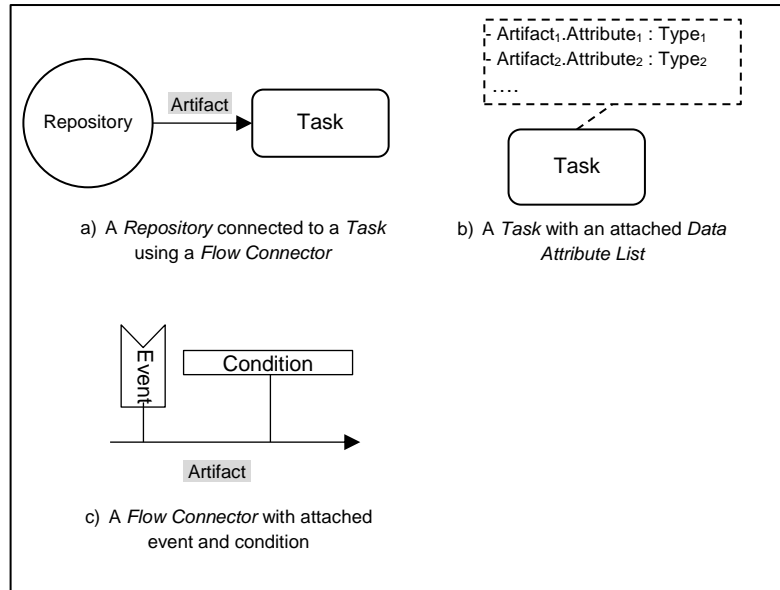 Repository
Artifact
Task
a) A Repository connected to a Task
using a Flow Connector
- Artifact₁.Attribute₁ : Type₁
- Artifact₂.Attribute₂ : Type₂
….
Task
b) A Task with an attached Data
Attribute List
Event
Condition
Artifact
c) A Flow Connector with attached
event and condition